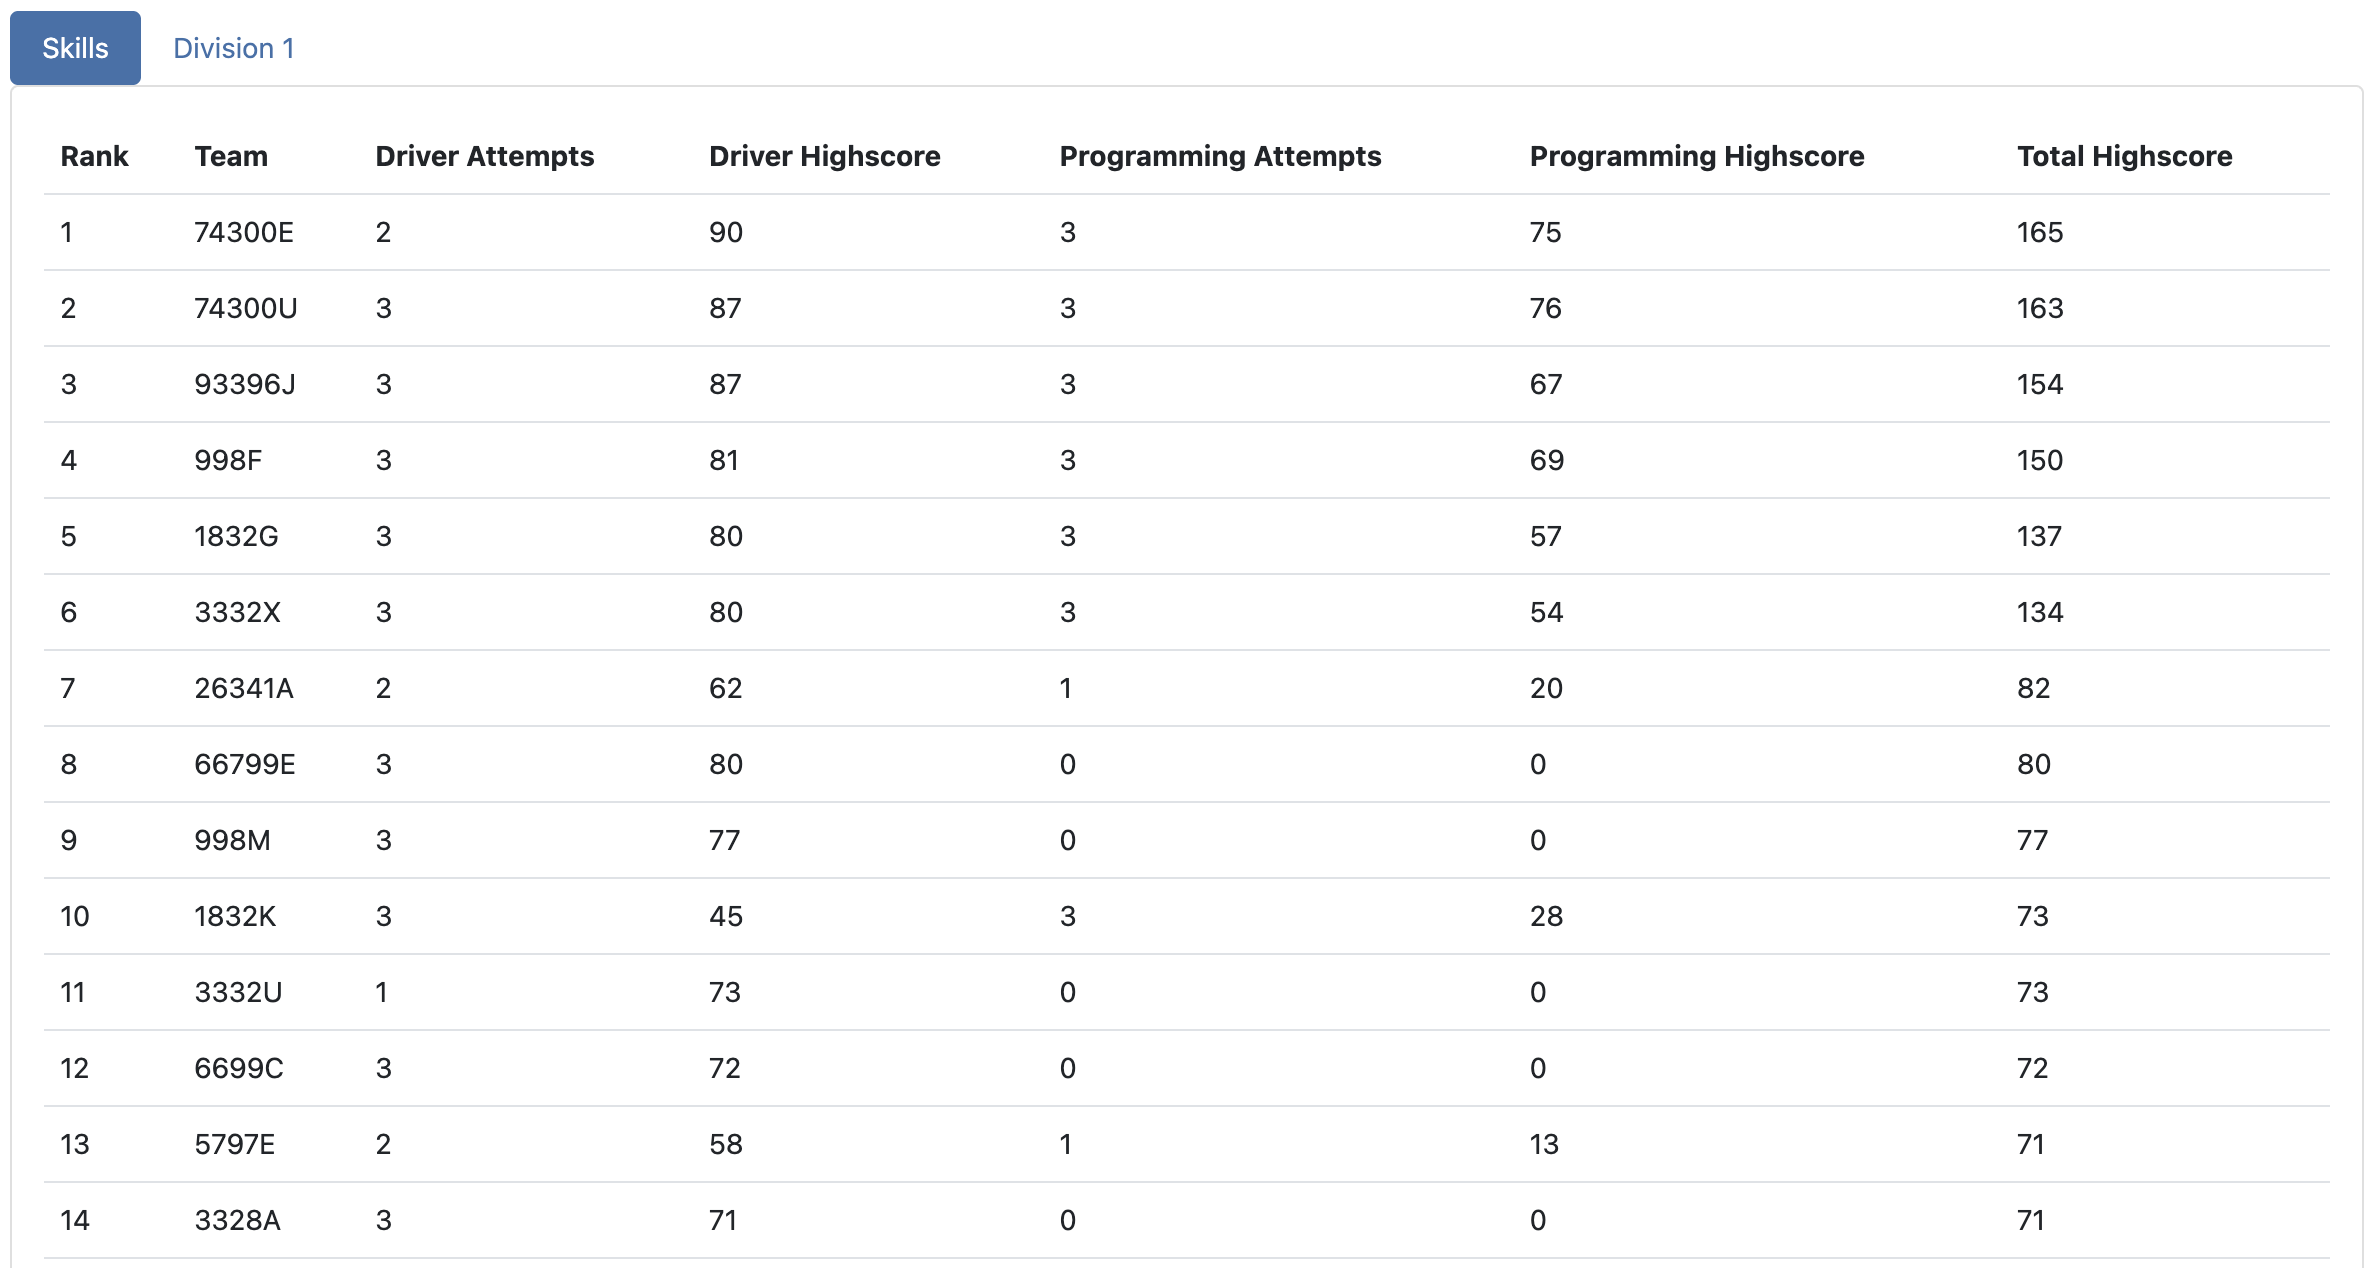 Skills Division 1
Rank Team Driver Attempts Driver Highscore Programming Attempts Programming Highscore Total Highscore
1 74300E 2 90 3 75 165
2 74300U 3 87 3 76 163
3 93396J 3 87 3 67 154
4 998F 3 81 3 69 150
5 1832G 3 80 3 57 137
6 3332X 3 80 3 54 134
7 26341A 2 62 1 20 82
8 66799E 3 80 0 0 80
9 998M 3 77 0 0 77
10 1832K 3 45 3 28 73
11 3332U 1 73 0 0 73
12 6699C 3 72 0 0 72
13 5797E 2 58 1 13 71
14 3328A 3 71 0 0 71